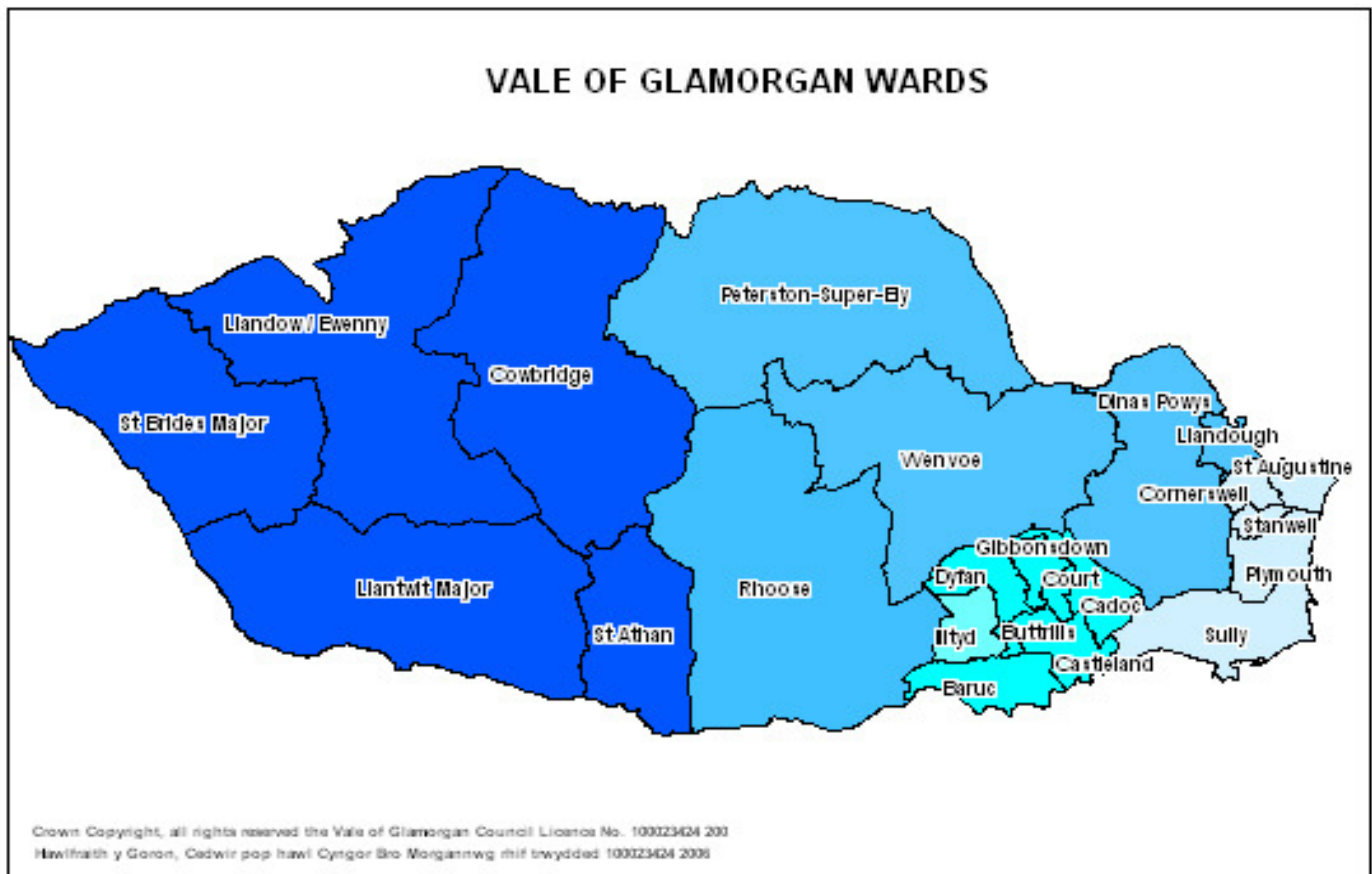 VALE OF GLAMORGAN WARDS
Peterston-Super-Ely
Llandow / Ewenny
Cowbridge
Dinas Powys
St Brides Major
Llandough
Wenvoe
St Augustine
Cornerswell
Stanwell
Gibbonsdown
Plymouth
Dyfan
Court
Llantwit Major
Rhoose
Cadoc
St Athan
Illtyd
Buttrills
Sully
Castleland
Baruc
Crown Copyright, all rights reserved the Vale of Glamorgan Council Licence No. 100023424 200
Hawlfraith y Goron, Cedwir pop hawl Cyngor Bro Morgannwg rhif trwydded 100023424 2006